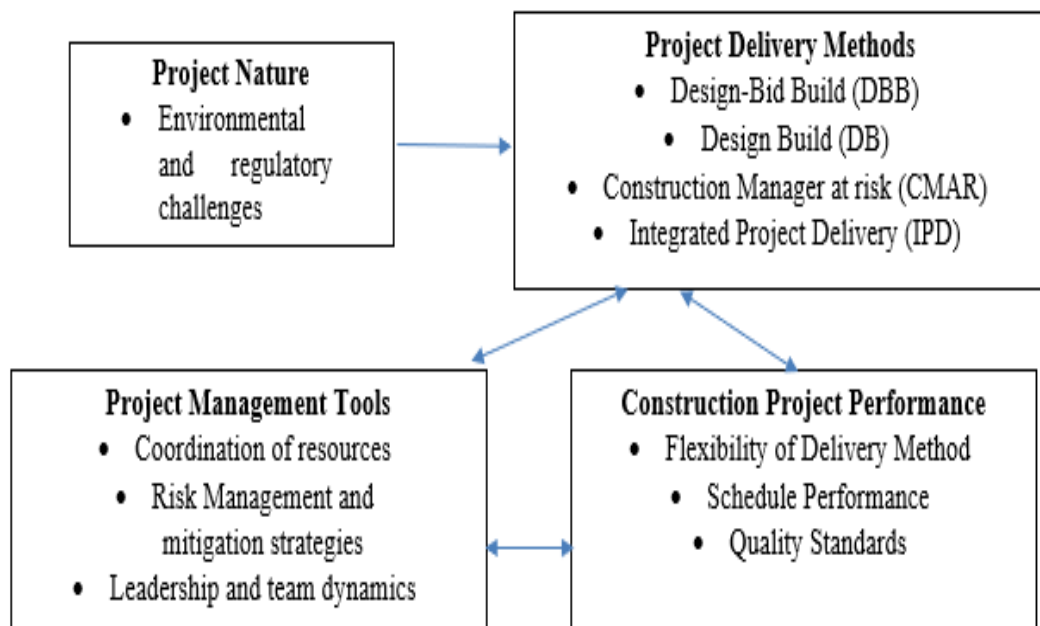 Project Nature
• Environmental
and regulatory
challenges
Project Delivery Methods
• Design-Bid Build (DBB)
• Design Build (DB)
• Construction Manager at risk (CMAR)
• Integrated Project Delivery (IPD)
Project Management Tools
• Coordination of resources
• Risk Management and
mitigation strategies
• Leadership and team dynamics
Construction Project Performance
• Flexibility of Delivery Method
• Schedule Performance
• Quality Standards